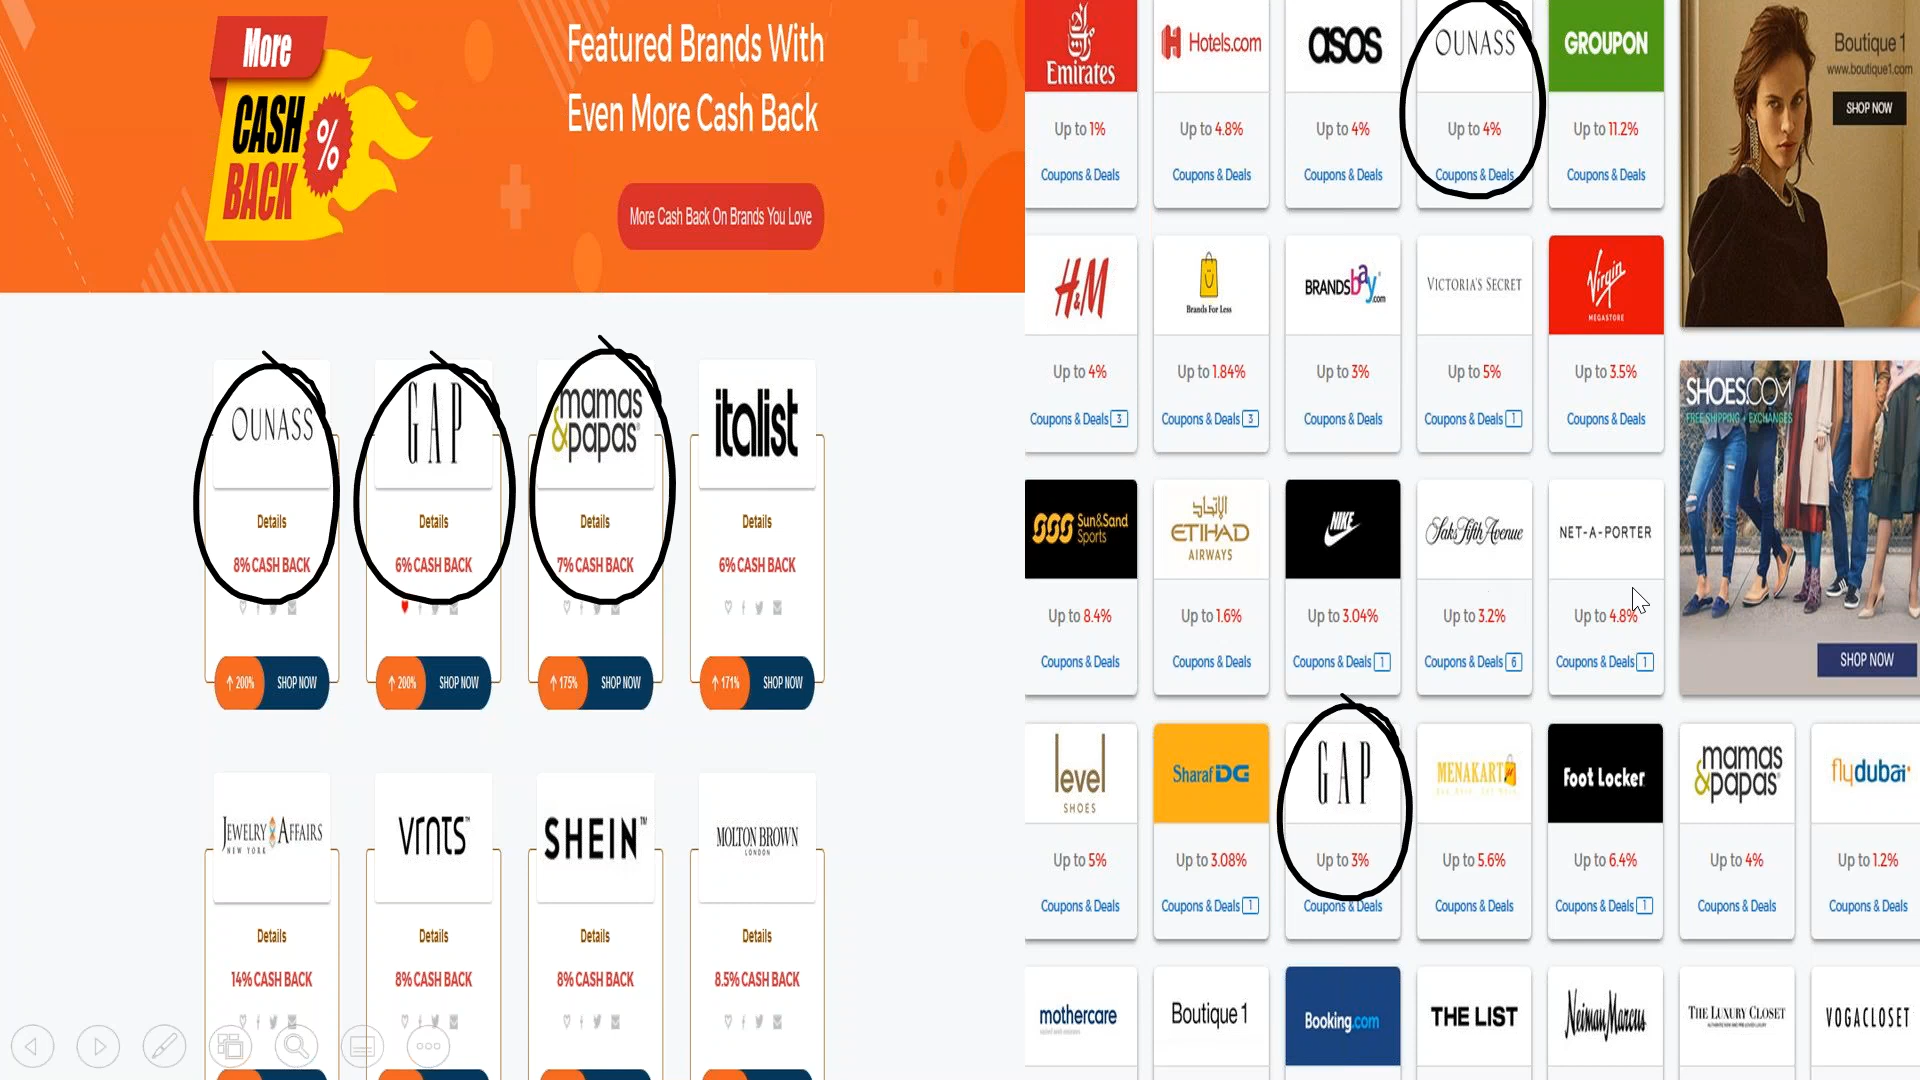 More
CASH
BACK
%
Featured Brands With
Even More Cash Back
More Cash Back On Brands You Love
OUNASS
GAP
mamas
&papas
italist
Details
Details
Details
Details
8% CASH BACK
6% CASH BACK
7% CASH BACK
6% CASH BACK
200%
SHOP NOW
200%
SHOP NOW
175%
SHOP NOW
171%
SHOP NOW
JEWELRY AFFAIRS
NEW YORK
vrnts
SHEIN™
MOLTON BROWN
LONDON
Details
Details
Details
Details
14% CASH BACK
8% CASH BACK
8% CASH BACK
8.5% CASH BACK
Emirates
Hotels.com
asos
OUNASS
GROUPON
Up to 1%
Up to 4.8%
Up to 4%
Up to 4%
Up to 11.2%
Coupons & Deals
Coupons & Deals
Coupons & Deals
Coupons & Deals
Coupons & Deals
H&M
Brands For Less
BRANDSbay.com
VICTORIA'S SECRET
Virgin
MEGASTORE
Up to 4%
Up to 1.84%
Up to 3%
Up to 5%
Up to 3.5%
Coupons & Deals 3
Coupons & Deals 3
Coupons & Deals
Coupons & Deals 1
Coupons & Deals
Sun&Sand
Sports
الإتحاد
ETIHAD
AIRWAYS
NIKE
Saks Fifth Avenue
NET-A-PORTER
Up to 8.4%
Up to 1.6%
Up to 3.04%
Up to 3.2%
Up to 4.8%
Coupons & Deals
Coupons & Deals
Coupons & Deals 1
Coupons & Deals 6
Coupons & Deals 1
Boutique 1
www.boutique1.com
SHOP NOW
SHOES.COM
FREE SHIPPING + EXCHANGES
SHOP NOW
level
SHOES
Sharaf DG
GAP
MENAKART
Foot Locker
mamas
&papas
flydubai
Up to 5%
Up to 3.08%
Up to 3%
Up to 5.6%
Up to 6.4%
Up to 4%
Up to 1.2%
Coupons & Deals
Coupons & Deals 1
Coupons & Deals
Coupons & Deals
Coupons & Deals 1
Coupons & Deals
Coupons & Deals
mothercare
Boutique 1
Booking.com
THE LIST
Neiman Marcus
THE LUXURY CLOSET
VOGACLOSET